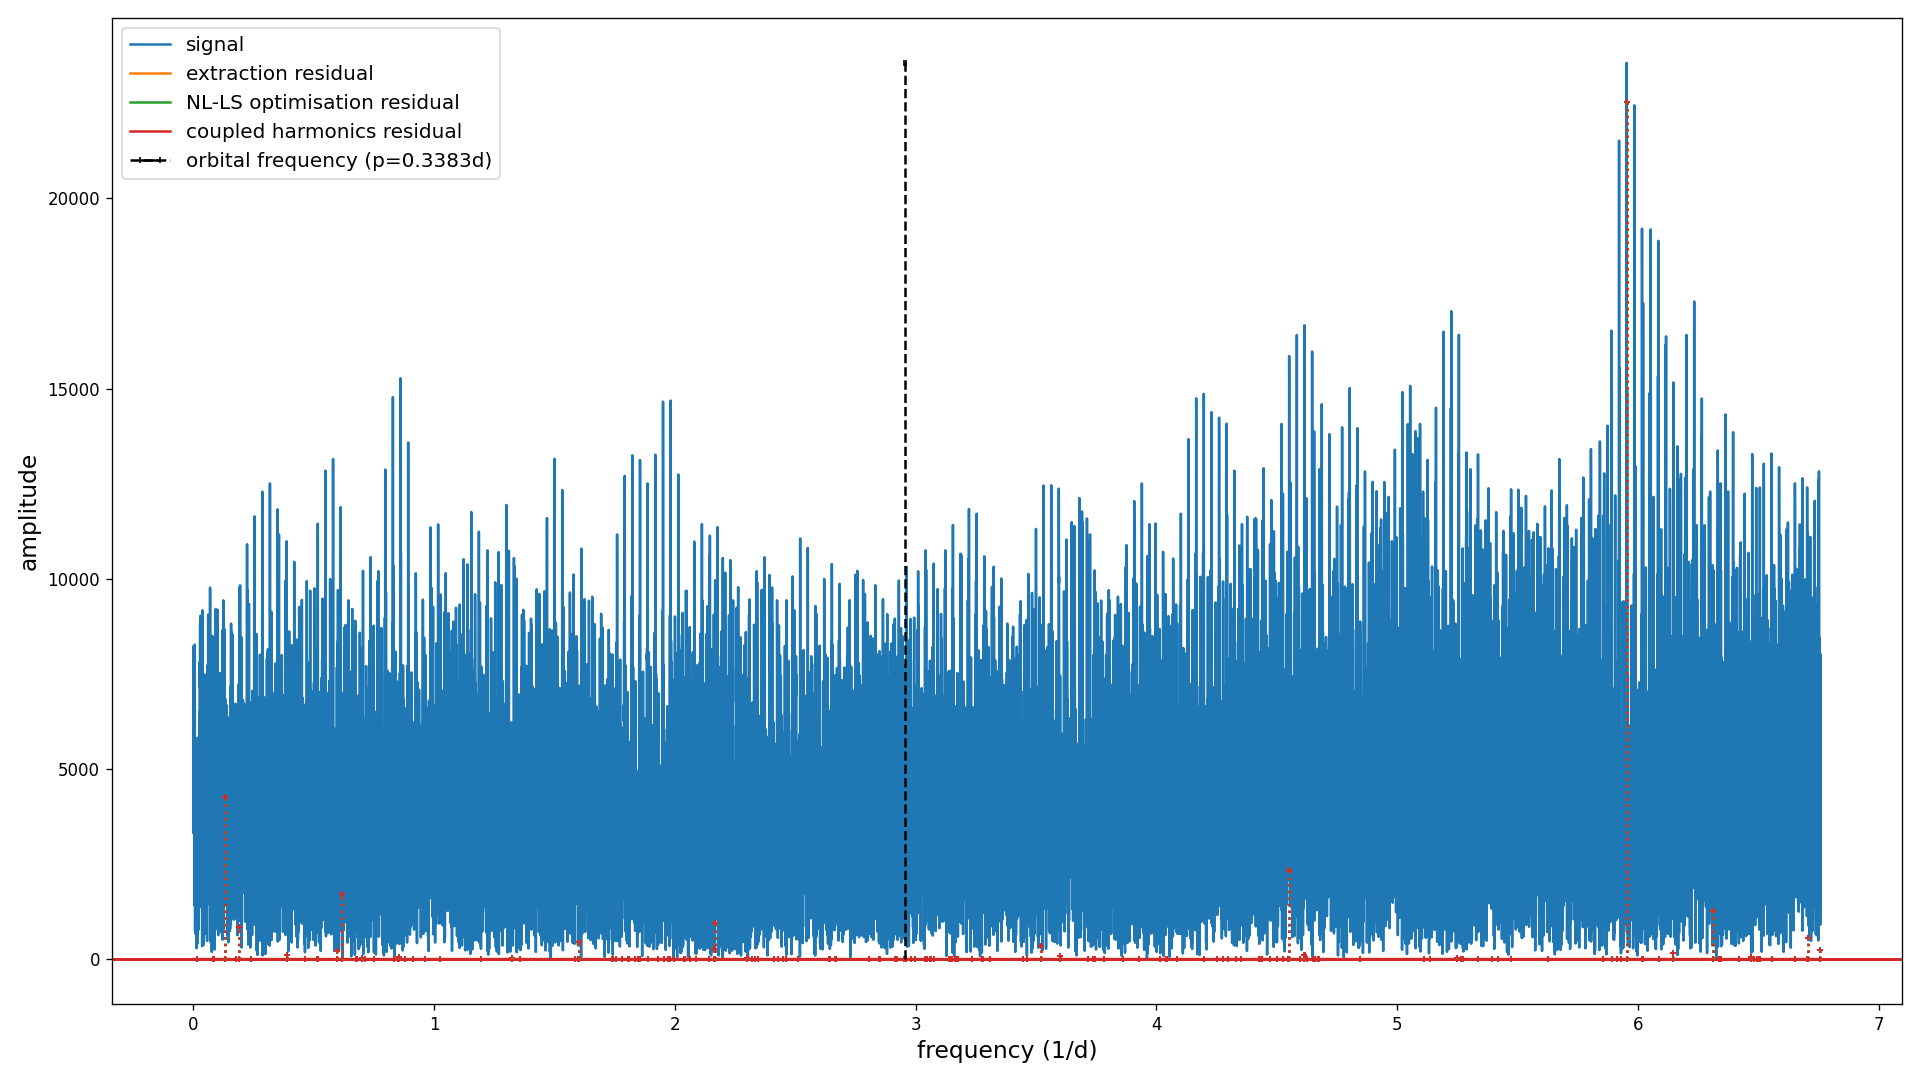 signal
extraction residual
NL-LS optimisation residual
coupled harmonics residual
orbital frequency (p=0.3383d)
amplitude
20000
15000
10000
5000
0
0 1 2 3 4 5 6 7
frequency (1/d)